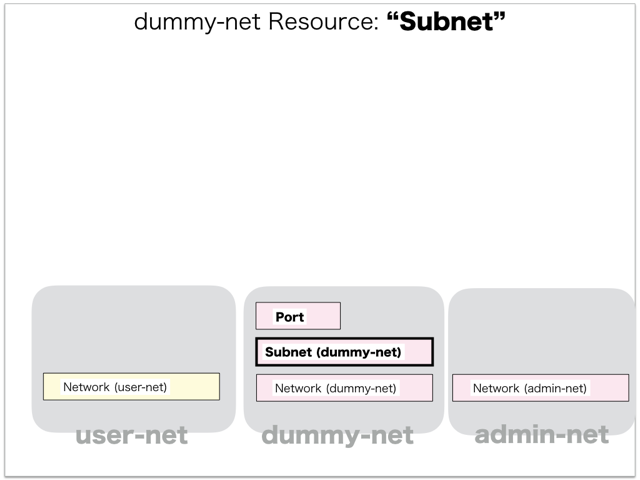 dummy-net Resource: “Subnet”
Port
Subnet (dummy-net)
Network (user-net)
Network (dummy-net)
Network (admin-net)
user-net
dummy-net
admin-net